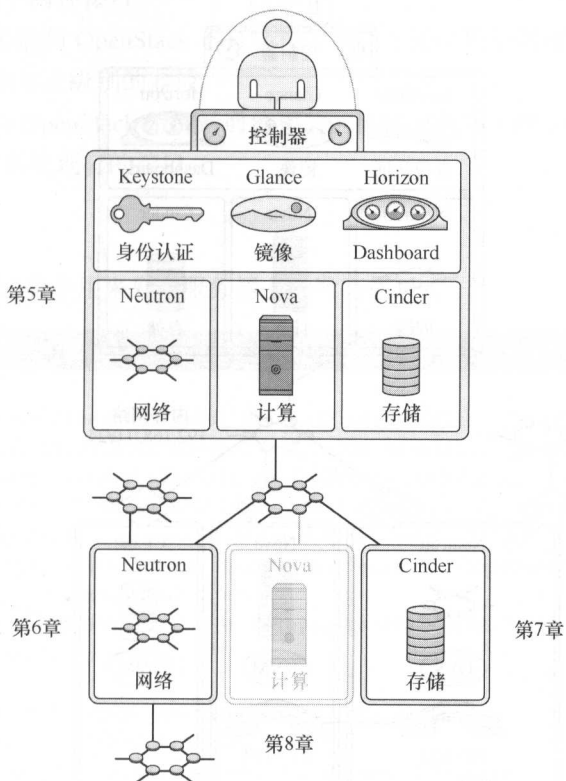 控制器
Keystone Glance Horizon
身份认证 镜像 Dashboard
第5章
Neutron Nova Cinder
网络 计算 存储
Neutron Nova Cinder
第6章
第7章
网络 计算 存储
第8章